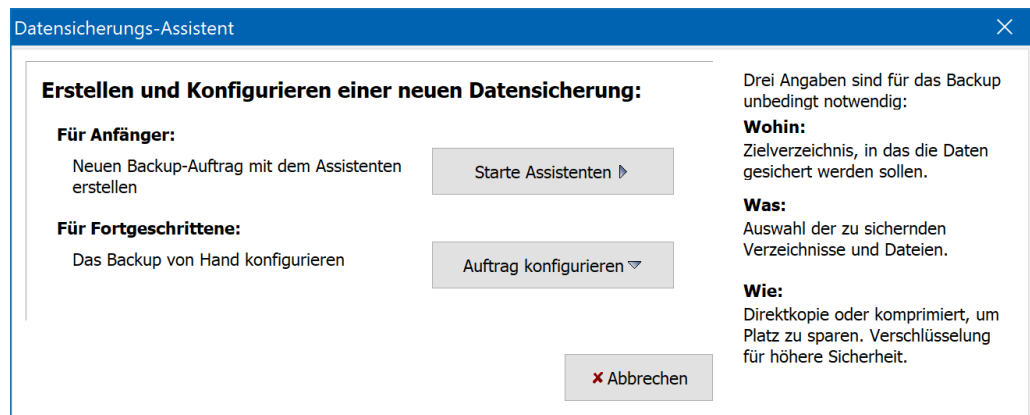 Datensicherungs-Assistent
Erstellen und Konfigurieren einer neuen Datensicherung:
Für Anfänger:
Neuen Backup-Auftrag mit dem Assistenten
erstellen
Starte Assistenten
Für Fortgeschrittene:
Das Backup von Hand konfigurieren
Auftrag konfigurieren
Abbrechen
Drei Angaben sind für das Backup
unbedingt notwendig:
Wohin:
Zielverzeichnis, in das die Daten
gesichert werden sollen.
Was:
Auswahl der zu sichernden
Verzeichnisse und Dateien.
Wie:
Direktkopie oder komprimiert, um
Platz zu sparen. Verschlüsselung
für höhere Sicherheit.